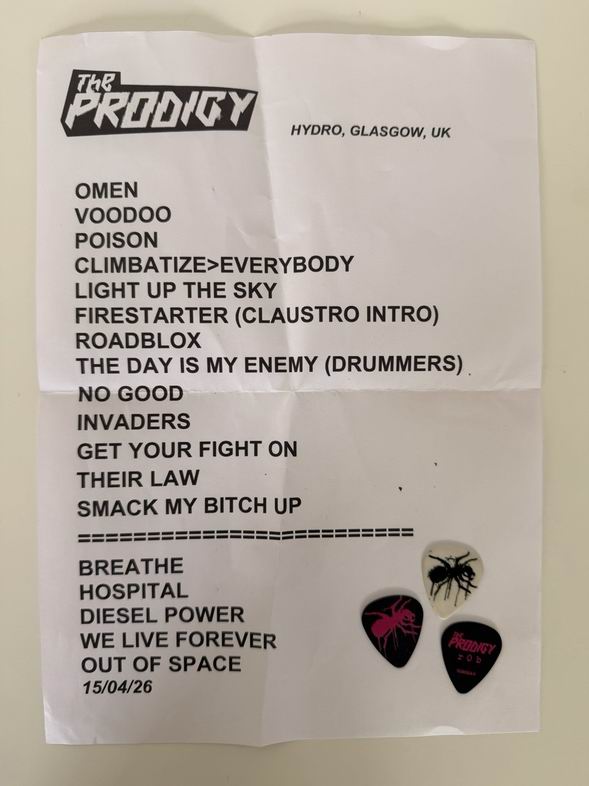 The
PRODIGY
HYDRO, GLASGOW, UK
OMEN
VOODOO
POISON
CLIMBATIZE>EVERYBODY
LIGHT UP THE SKY
FIRESTARTER (CLAUSTRO INTRO)
ROADBLOX
THE DAY IS MY ENEMY (DRUMMERS)
NO GOOD
INVADERS
GET YOUR FIGHT ON
THEIR LAW
SMACK MY BITCH UP
=========================
BREATHE
HOSPITAL
DIESEL POWER
WE LIVE FOREVER
OUT OF SPACE
15/04/26
The
PRODIGY
rob